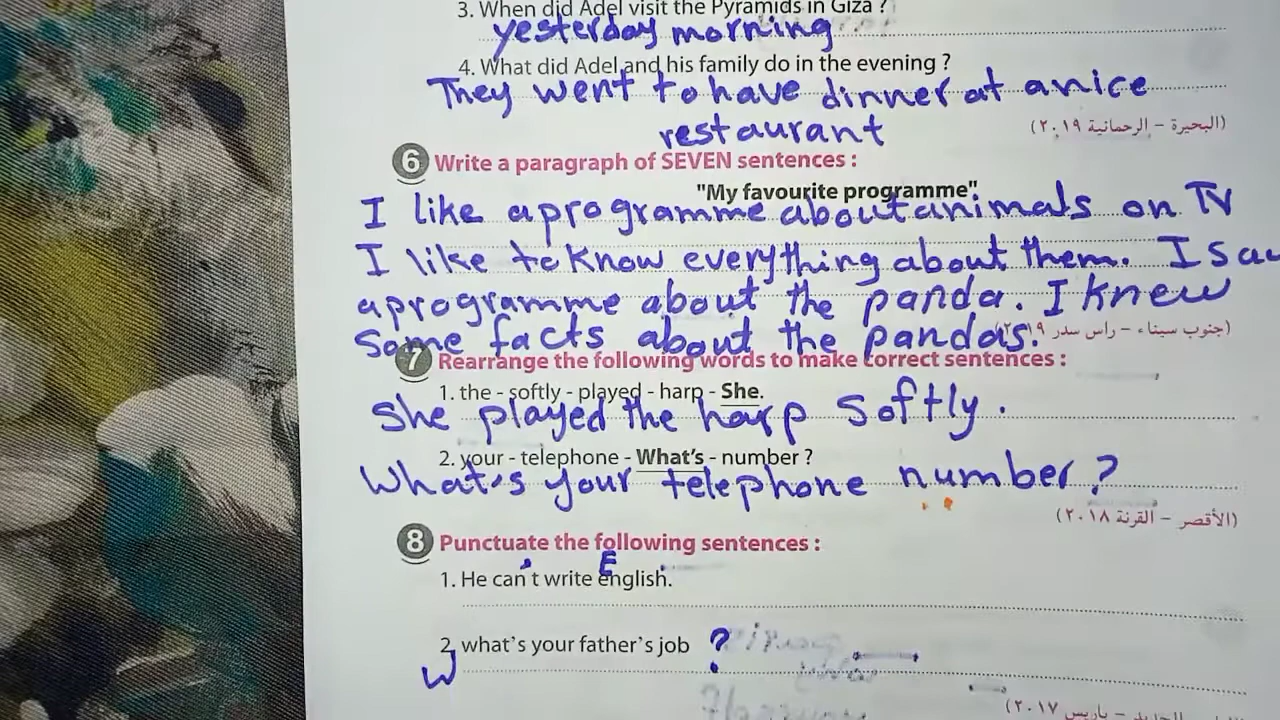 3. When did Adel visit the Pyramids in Giza ?
yesterday morning
4. What did Adel and his family do in the evening ?
They went to have dinner at a nice
restaurant
(البحيرة – الرحمانية ٢٠١٩)
6 Write a paragraph of SEVEN sentences :
"My favourite programme"
I like a programme about animals on TV
I like to know everything about them. I
a programme about the panda. I knew
Some facts about the pandas.
(جنوب سيناء – راس سدر ٢٠١٩)
7 Rearrange the following words to make correct sentences :
1. the - softly - played - harp - She.
She played the harp softly.
2. your - telephone - What's - number ?
What's your telephone number ?
(الأقصر – القرنة ٢٠١٨)
8 Punctuate the following sentences :
' E
1. He cant write english.
2. what's your father's job ?
W